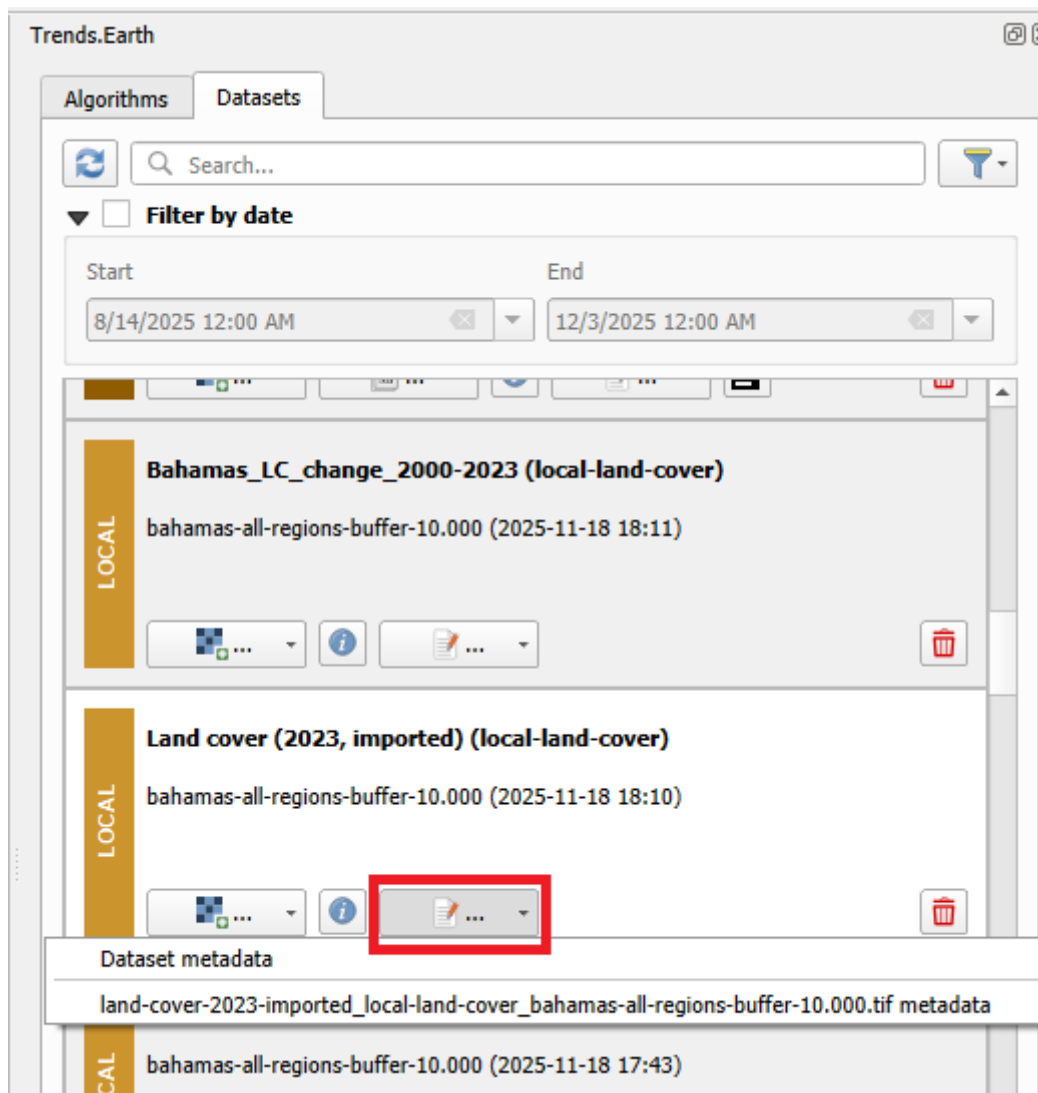 Trends.Earth
Algorithms
Datasets
Search...
Filter by date
Start
End
8/14/2025 12:00 AM
12/3/2025 12:00 AM
... ... ...
Bahamas_LC_change_2000-2023 (local-land-cover)
LOCAL
bahamas-all-regions-buffer-10.000 (2025-11-18 18:11)
... ...
Land cover (2023, imported) (local-land-cover)
LOCAL
bahamas-all-regions-buffer-10.000 (2025-11-18 18:10)
... ...
Dataset metadata
land-cover-2023-imported_local-land-cover_bahamas-all-regions-buffer-10.000.tif metadata
CAL
bahamas-all-regions-buffer-10.000 (2025-11-18 17:43)